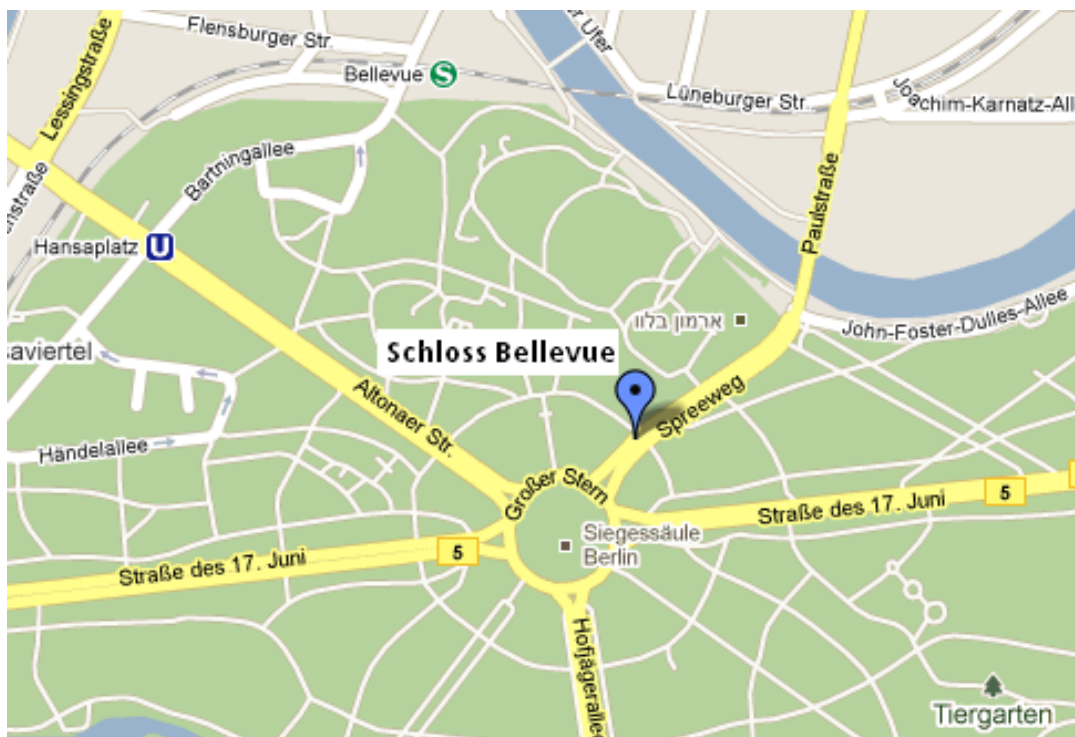 Flensburger Str.
Ufer
Bellevue S
Lüneburger Str.
Joachim-Karnatz-All
Lessingstraße
Bartningallee
Paulstraße
nstraße
Hansaplatz U
ארמון בלוו
John-Foster-Dulles-Allee
saviertel
Schloss Bellevue
Altonaer Str.
Spreeweg
Händelallee
Großer Stern
5
Straße des 17. Juni
Siegessäule
Berlin
5
Straße des 17. Juni
Hofjägerallee
Tiergarten